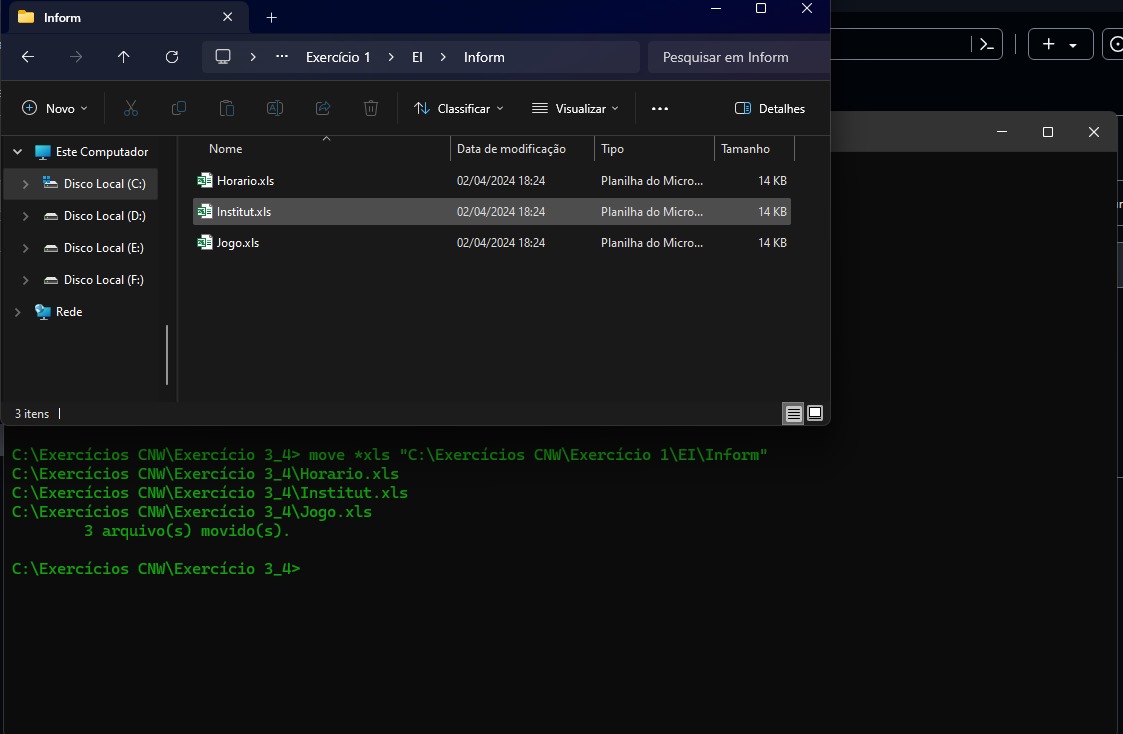 Inform
Exercício 1 > EI > Inform
Pesquisar em Inform
Novo
Classificar
Visualizar
Detalhes
Este Computador
Disco Local (C:)
Disco Local (D:)
Disco Local (E:)
Disco Local (F:)
Rede
Nome Data de modificação Tipo Tamanho
Horario.xls 02/04/2024 18:24 Planilha do Micro... 14 KB
Institut.xls 02/04/2024 18:24 Planilha do Micro... 14 KB
Jogo.xls 02/04/2024 18:24 Planilha do Micro... 14 KB
3 itens
C:\Exercícios CNW\Exercício 3_4> move *xls "C:\Exercícios CNW\Exercício 1\EI\Inform"
C:\Exercícios CNW\Exercício 3_4\Horario.xls
C:\Exercícios CNW\Exercício 3_4\Institut.xls
C:\Exercícios CNW\Exercício 3_4\Jogo.xls
3 arquivo(s) movido(s).
C:\Exercícios CNW\Exercício 3_4>